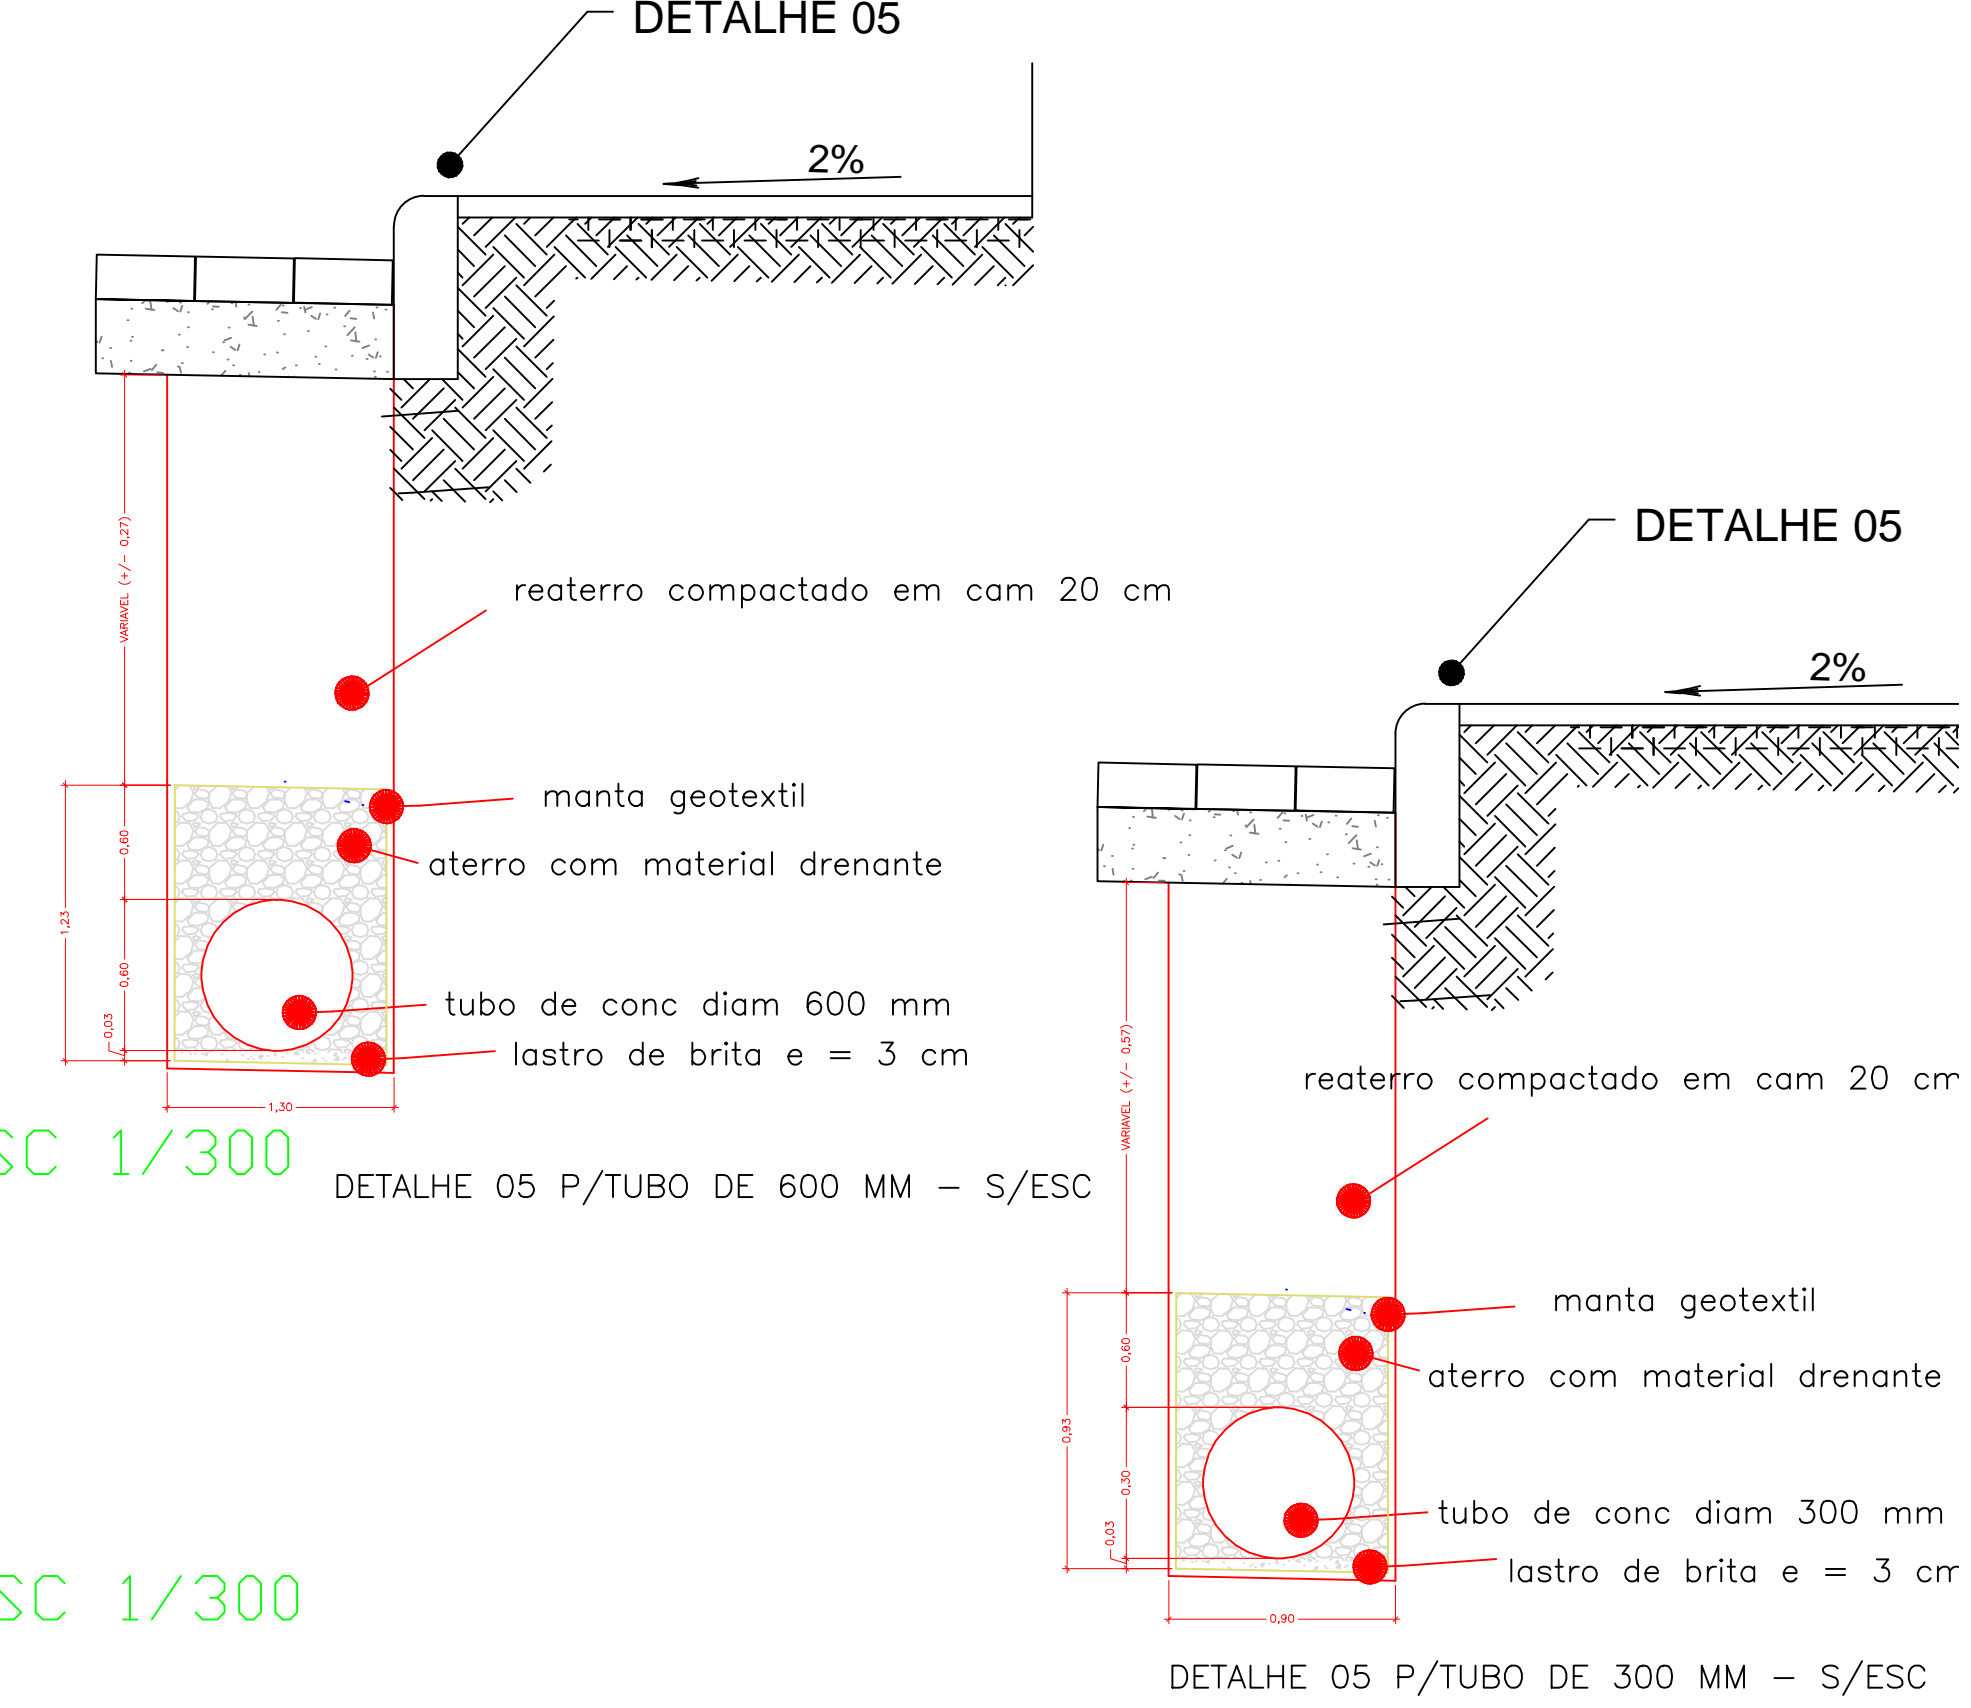 DETALHE 05
2%
VARIAVEL (+/- 0,27)
reaterro compactado em cam 20 cm
manta geotextil
0,60
aterro com material drenante
1,23
0,60
tubo de conc diam 600 mm
0,03
lastro de brita e = 3 cm
1,30
SC 1/300
DETALHE 05 P/TUBO DE 600 MM - S/ESC
DETALHE 05
2%
VARIAVEL (+/- 0,57)
reaterro compactado em cam 20 cm
manta geotextil
0,60
aterro com material drenante
0,93
0,30
tubo de conc diam 300 mm
0,03
lastro de brita e = 3 cm
0,90
SC 1/300
DETALHE 05 P/TUBO DE 300 MM - S/ESC